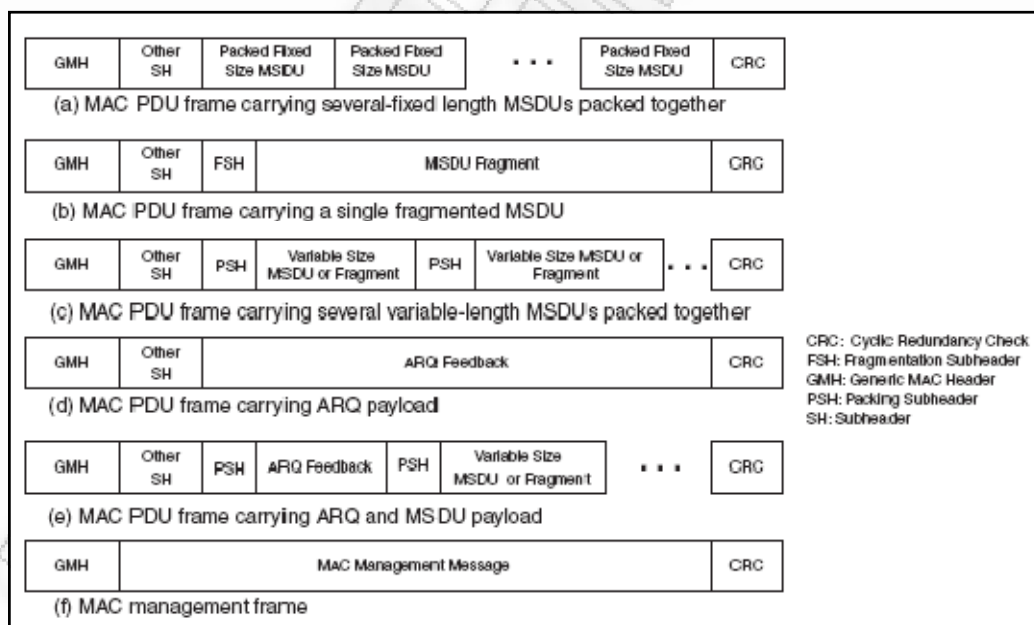 GMH
Other
SH
Packed Fixed
Size MSDU
Packed Fixed
Size MSDU
. . .
Packed Fixed
Size MSDU
CRC
(a) MAC PDU frame carrying several-fixed length MSDUs packed together
GMH
Other
SH
FSH
MSDU Fragment
CRC
(b) MAC PDU frame carrying a single fragmented MSDU
GMH
Other
SH
PSH
Variable Size
MSDU or Fragment
PSH
Variable Size MSDU or
Fragment
. . .
CRC
(c) MAC PDU frame carrying several variable-length MSDU's packed together
GMH
Other
SH
ARQ Feedback
CRC
(d) MAC PDU frame carrying ARQ payload
CRC: Cyclic Redundancy Check
FSH: Fragmentation Subheader
GMH: Generic MAC Header
PSH: Packing Subheader
SH: Subheader
GMH
Other
SH
PSH
ARQ Feedback
PSH
Variable Size
MSDU or Fragment
. . .
CRC
(e) MAC PDU frame carrying ARQ and MSDU payload
GMH
MAC Management Message
CRC
(f) MAC management frame